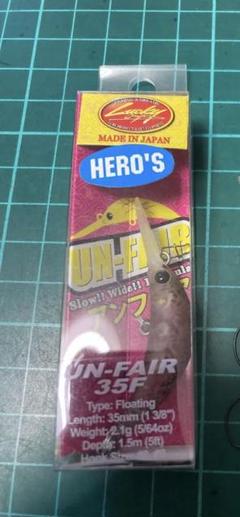 Lucky
MADE IN JAPAN
HERO'S
UN-FAIR
Slow!! Wide!!
アンフェア
UN-FAIR
35F
Type: Floating
Length: 35mm (1 3/8")
Weight: 2.1g (5/64oz)
Depth: 1.5m (5ft)